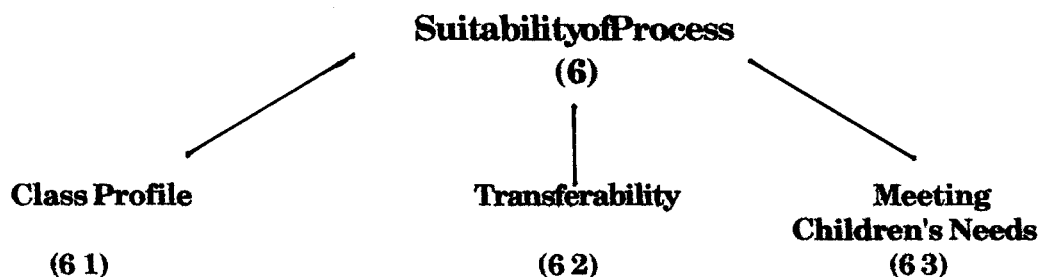 SuitabilityofProcess
(6)
Class Profile
Transferability
Meeting
Children's Needs
(6 1)
(6 2)
(6 3)